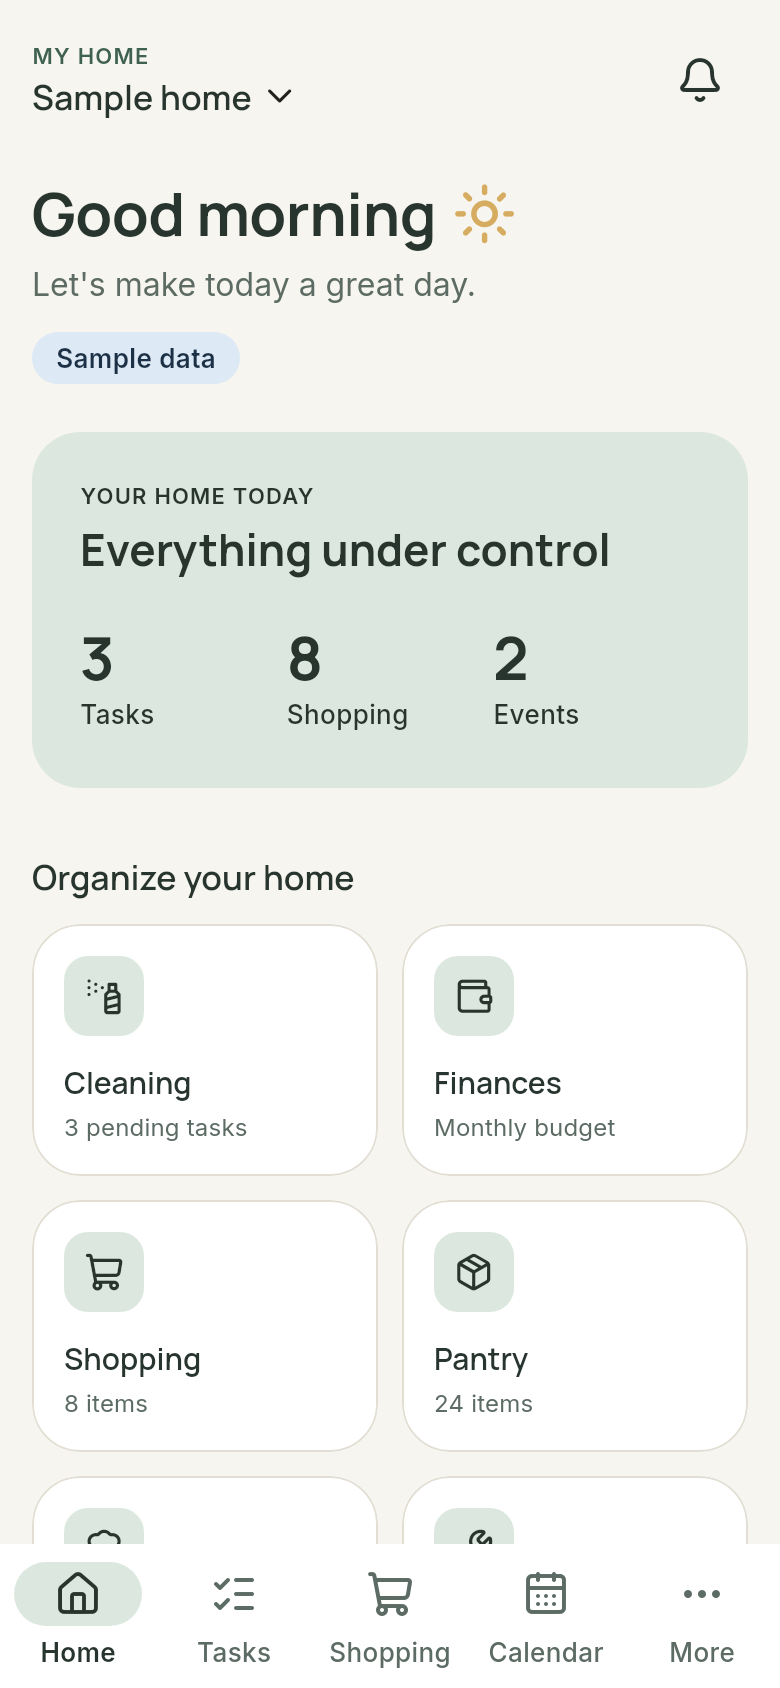 MY HOME
Sample home
Good morning
Let's make today a great day.
Sample data
YOUR HOME TODAY
Everything under control
3 8 2
Tasks Shopping Events
Organize your home
Cleaning
3 pending tasks
Finances
Monthly budget
Shopping
8 items
Pantry
24 items
Home Tasks Shopping Calendar More